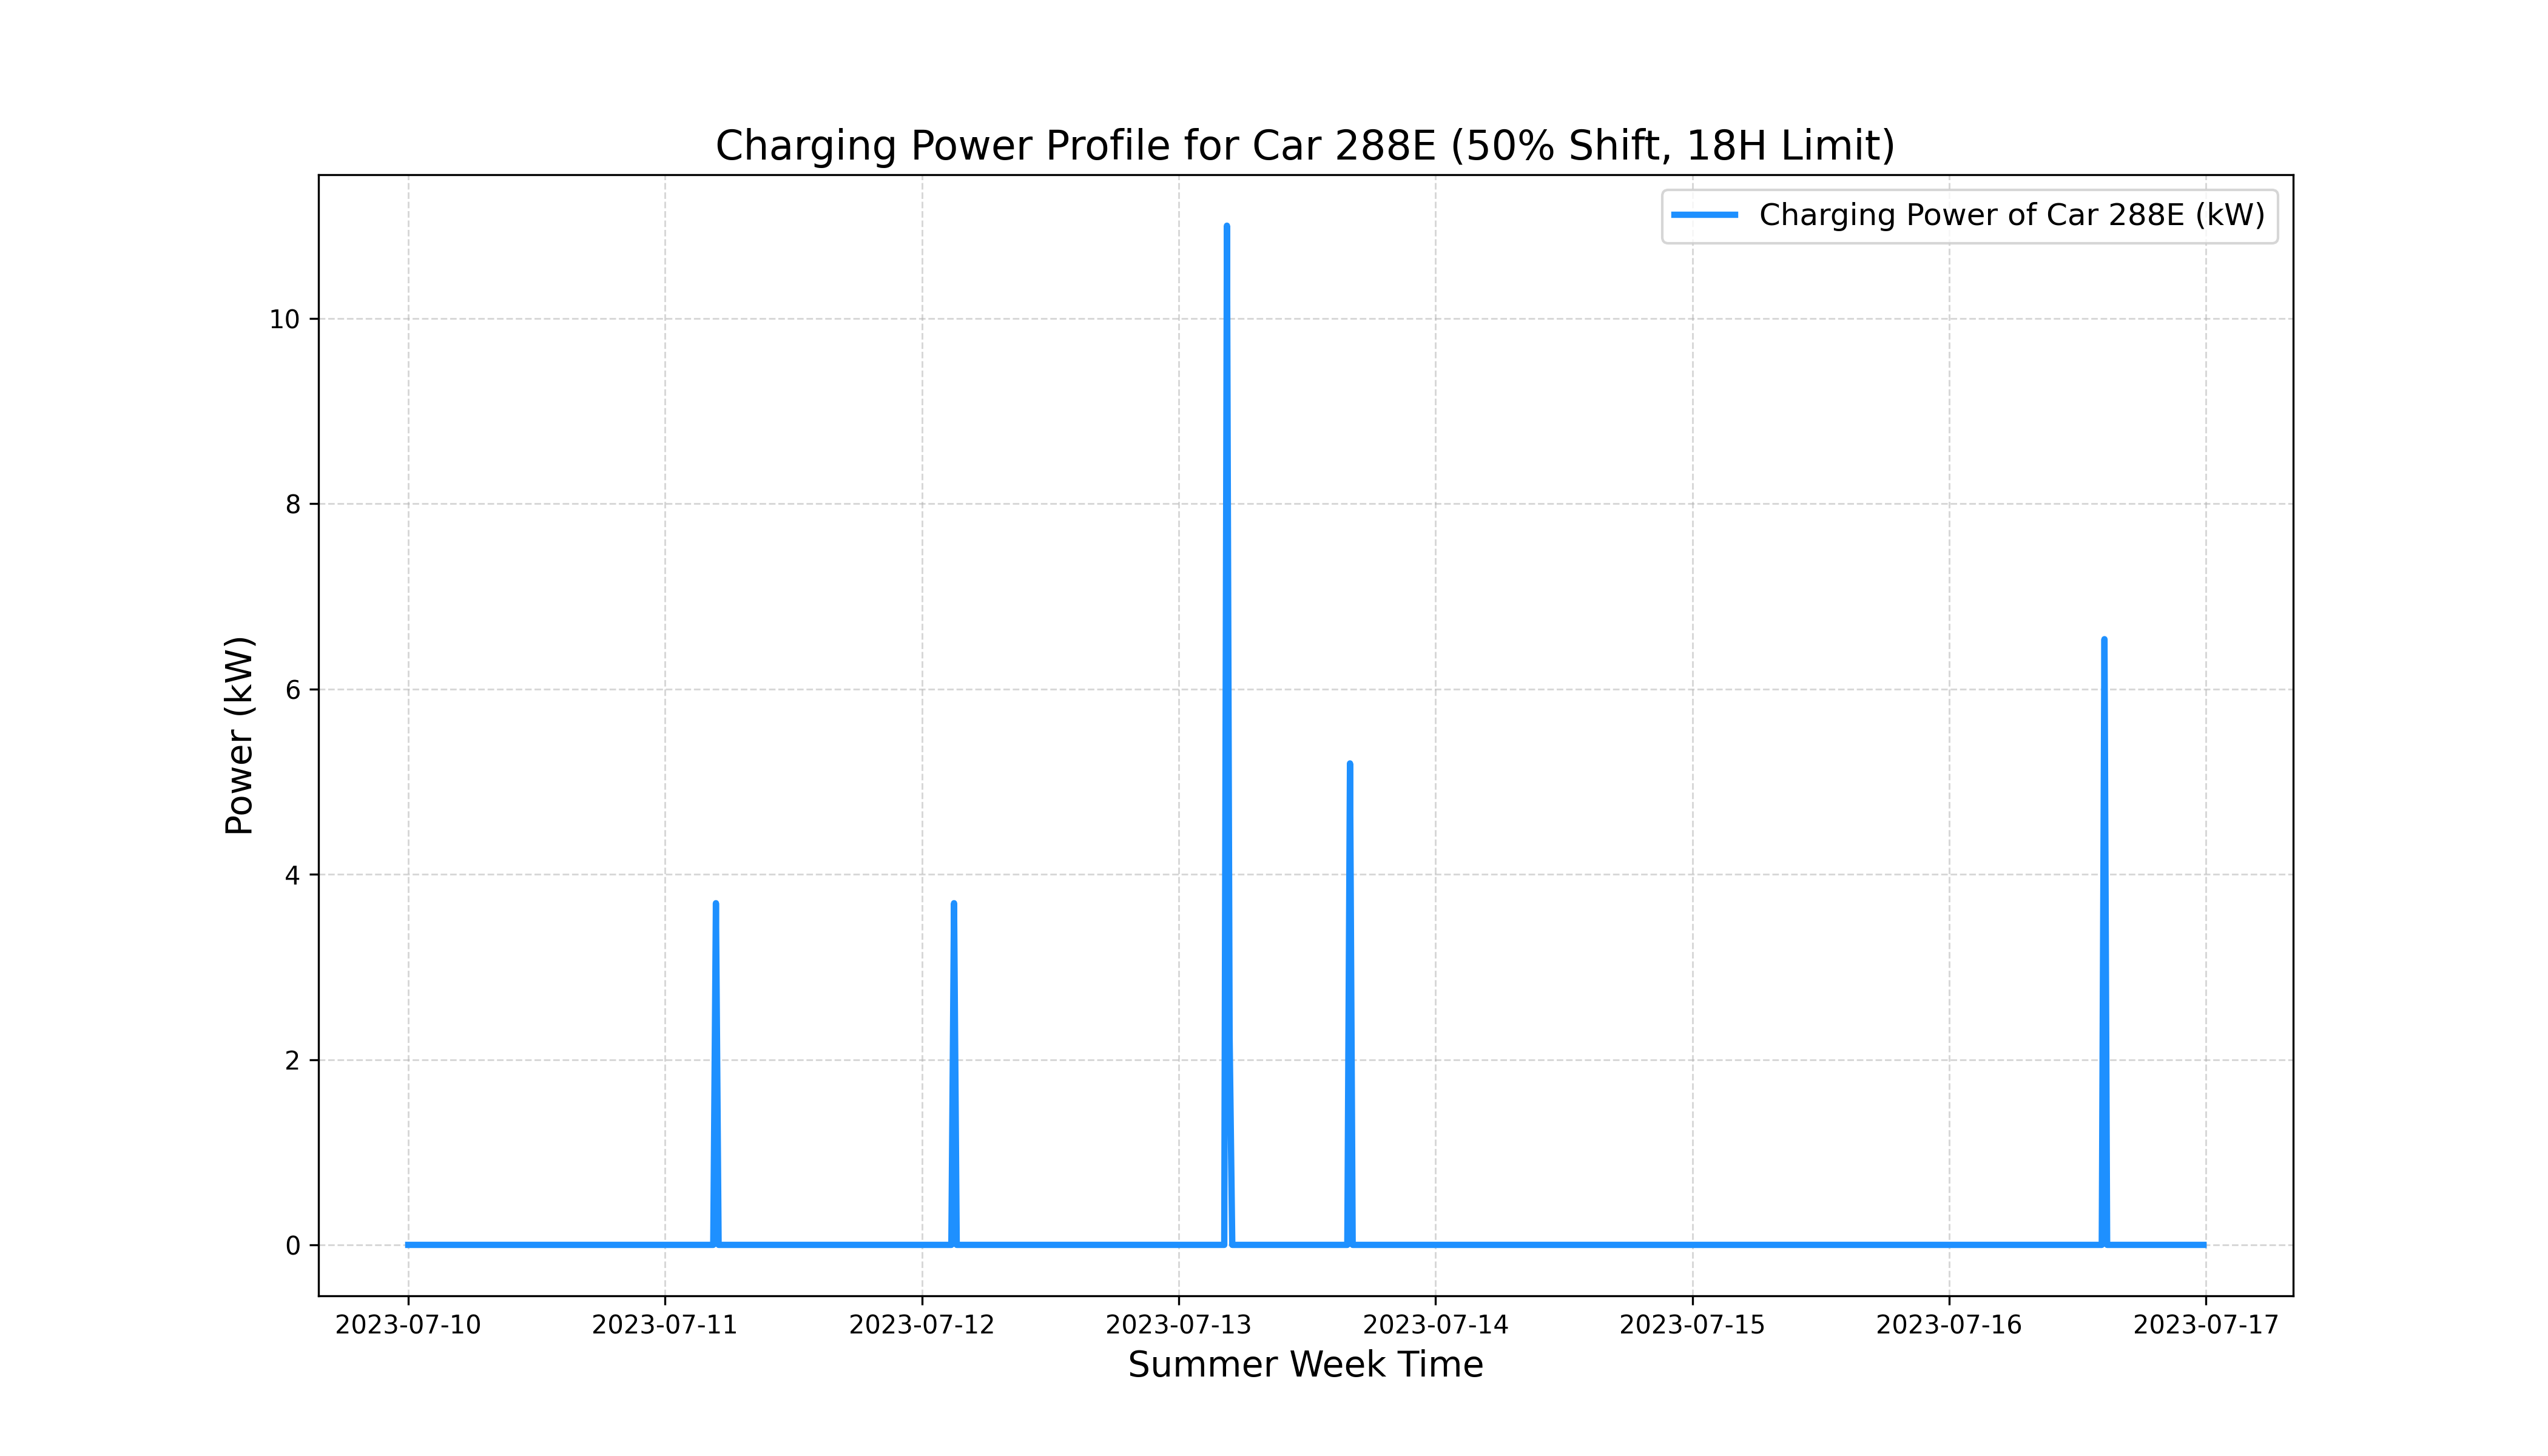 Charging Power Profile for Car 288E (50% Shift, 18H Limit)
Charging Power of Car 288E (kW)
Power (kW)
10
8
6
4
2
0
2023-07-10 2023-07-11 2023-07-12 2023-07-13 2023-07-14 2023-07-15 2023-07-16 2023-07-17
Summer Week Time